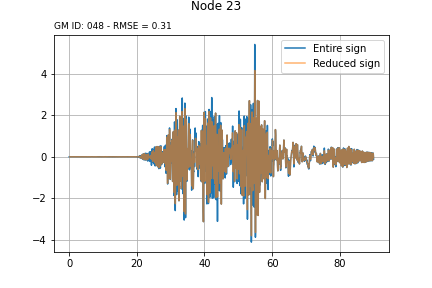 Node 23
GM ID: 048 - RMSE = 0.31
Entire sign
Reduced sign
4
2
0
−2
−4
0 20 40 60 80